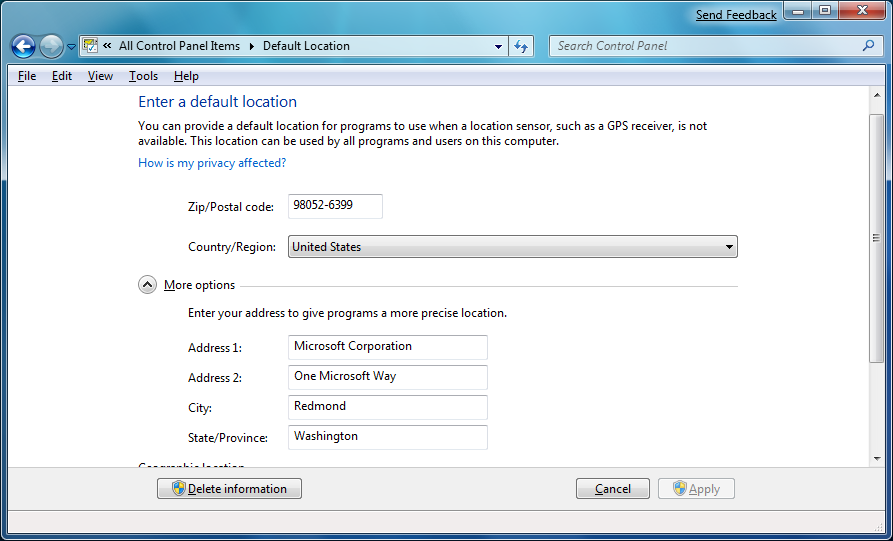 Send Feedback
« All Control Panel Items Default Location
Search Control Panel
File Edit View Tools Help
Enter a default location
You can provide a default location for programs to use when a location sensor, such as a GPS receiver, is not
available. This location can be used by all programs and users on this computer.
How is my privacy affected?
Zip/Postal code: 98052-6399
Country/Region: United States
More options
Enter your address to give programs a more precise location.
Address 1: Microsoft Corporation
Address 2: One Microsoft Way
City: Redmond
State/Province: Washington
Geographic location
Delete information Cancel Apply